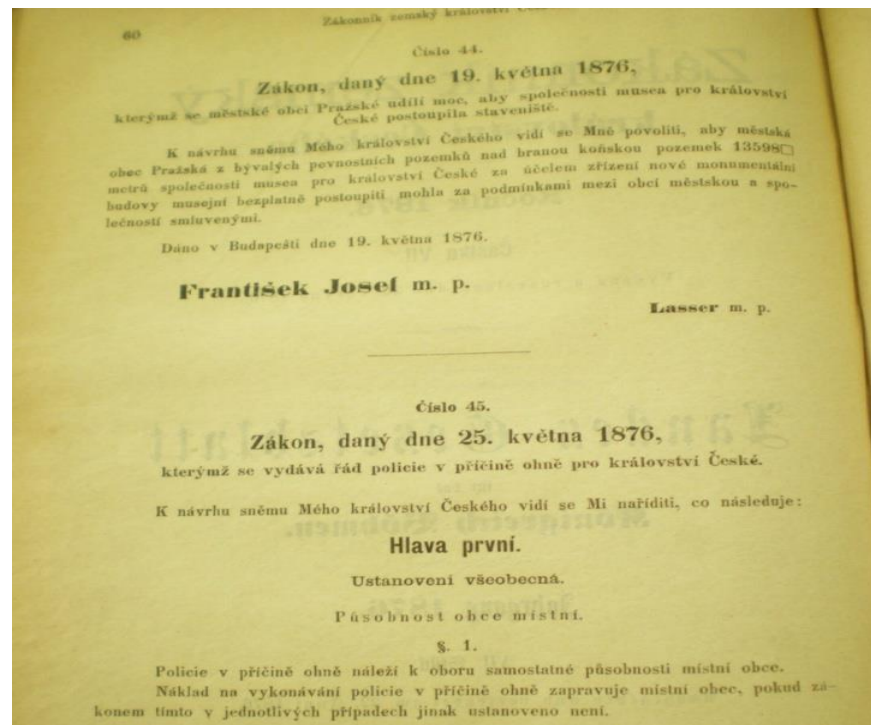 60
Zákonník zemský království
Číslo 44.
Zákon, daný dne 19. května 1876,
kterýmž se městské obci Pražské udílí moc, aby společnosti musea pro království
České postoupila staveniště.
K návrhu sněmu Mého království Českého vidí se Mně povoliti, aby městská
obec Pražská z bývalých pevnostních pozemků nad branou koňskou pozemek 13598□
metrů společnosti musea pro království České za účelem zřízení nové monumentální
budovy musejní bezplatně postoupiti mohla za podmínkami mezi obcí městskou a spo-
lečností smluvenými.
Dáno v Budapešti dne 19. května 1876.
František Josef m. p.
Lasser m. p.
Číslo 45.
Zákon, daný dne 25. května 1876,
kterýmž se vydává řád policie v příčině ohně pro království České.
K návrhu sněmu Mého království Českého vidí se Mi naříditi, co následuje:
Hlava první.
Ustanovení všeobecná.
Působnost obce místní.
§. 1.
Policie v příčině ohně náleží k oboru samostatné působnosti místní obce.
Náklad na vykonávání policie v příčině ohně zapravuje místní obec, pokud zá-
konem tímto v jednotlivých případech jinak ustanoveno není.